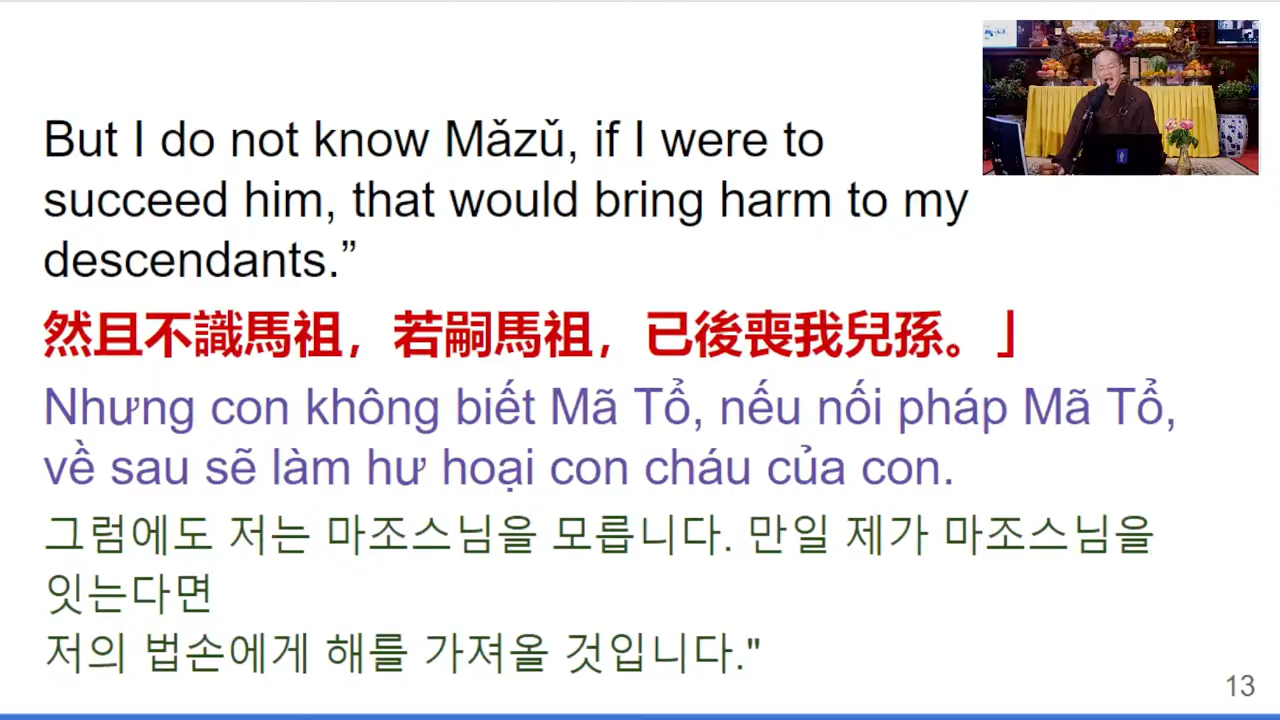 But I do not know Mǎzǔ, if I were to
succeed him, that would bring harm to my
descendants.”
然且不識馬祖，若嗣馬祖，已後喪我兒孫。」
Nhưng con không biết Mã Tổ, nếu nối pháp Mã Tổ,
về sau sẽ làm hư hoại con cháu của con.
그럼에도 저는 마조스님을 모릅니다. 만일 제가 마조스님을
잇는다면
저의 법손에게 해를 가져올 것입니다."
13